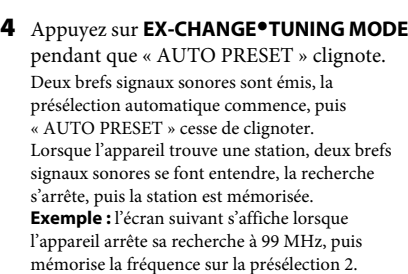 4 Appuyez sur EX-CHANGE•TUNING MODE
pendant que « AUTO PRESET » clignote.
Deux brefs signaux sonores sont émis, la
présélection automatique commence, puis
« AUTO PRESET » cesse de clignoter.
Lorsque l’appareil trouve une station, deux brefs
signaux sonores se font entendre, la recherche
s’arrête, puis la station est mémorisée.
Exemple : l’écran suivant s’affiche lorsque
l’appareil arrête sa recherche à 99 MHz, puis
mémorise la fréquence sur la présélection 2.